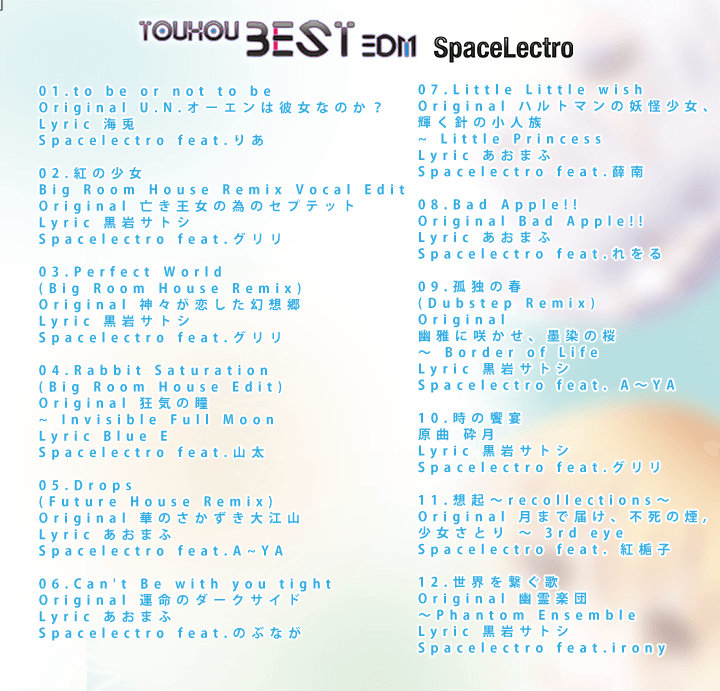 TOUHOU BEST EDM SpaceLectro
01.to be or not to be
Original U.N.オーエンは彼女なのか？
Lyric 海兎
Spacelectro feat.りあ
02.紅の少女
Big Room House Remix Vocal Edit
Original 亡き王女の為のセプテット
Lyric 黒岩サトシ
Spacelectro feat.グリリ
03.Perfect World
(Big Room House Remix)
Original 神々が恋した幻想郷
Lyric 黒岩サトシ
Spacelectro feat.グリリ
04.Rabbit Saturation
(Big Room House Edit)
Original 狂気の瞳
~ Invisible Full Moon
Lyric Blue E
Spacelectro feat.山太
05.Drops
(Future House Remix)
Original 華のさかずき大江山
Lyric あおまふ
Spacelectro feat.A~YA
06.Can't Be with you tight
Original 運命のダークサイド
Lyric あおまふ
Spacelectro feat.のぶなが
07.Little Little wish
Original ハルトマンの妖怪少女、
輝く針の小人族
~ Little Princess
Lyric あおまふ
Spacelectro feat.薛南
08.Bad Apple!!
Original Bad Apple!!
Lyric あおまふ
Spacelectro feat.れをる
09.孤独の春
(Dubstep Remix)
Original
幽雅に咲かせ、墨染の桜
～ Border of Life
Lyric 黒岩サトシ
Spacelectro feat. A～YA
10.時の饗宴
原曲 砕月
Lyric 黒岩サトシ
Spacelectro feat.グリリ
11.想起～recollections～
Original 月まで届け、不死の煙,
少女さとり ～ 3rd eye
Spacelectro feat. 紅梔子
12.世界を繋ぐ歌
Original 幽霊楽団
～Phantom Ensemble
Lyric 黒岩サトシ
Spacelectro feat.irony